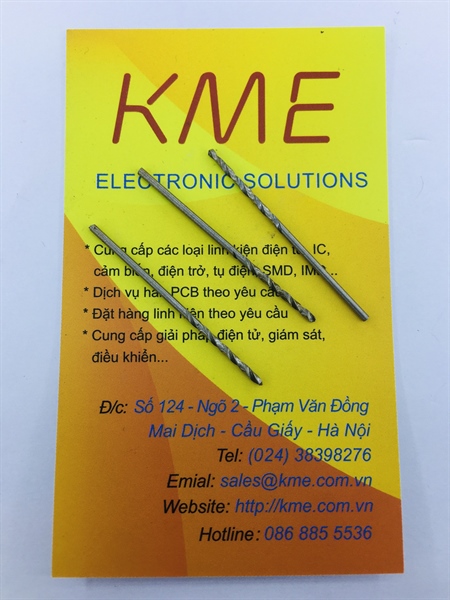 KME
ELECTRONIC SOLUTIONS
* Cung cấp các loại linh kiện điện tử, IC,
cảm biến, điện trở, tụ điện, SMD,
* Dịch vụ hàn PCB theo yêu cầu
* Đặt hàng linh kiện theo yêu cầu
* Cung cấp giải pháp điện tử, giám sát,
điều khiển...
Đ/c: Số 124 - Ngõ 2 - Phạm Văn Đồng
Mai Dịch - Cầu Giấy - Hà Nội
Tel: (024) 38398276
Emial: sales@kme.com.vn
Website: http://kme.com.vn
Hotline: 086 885 5536